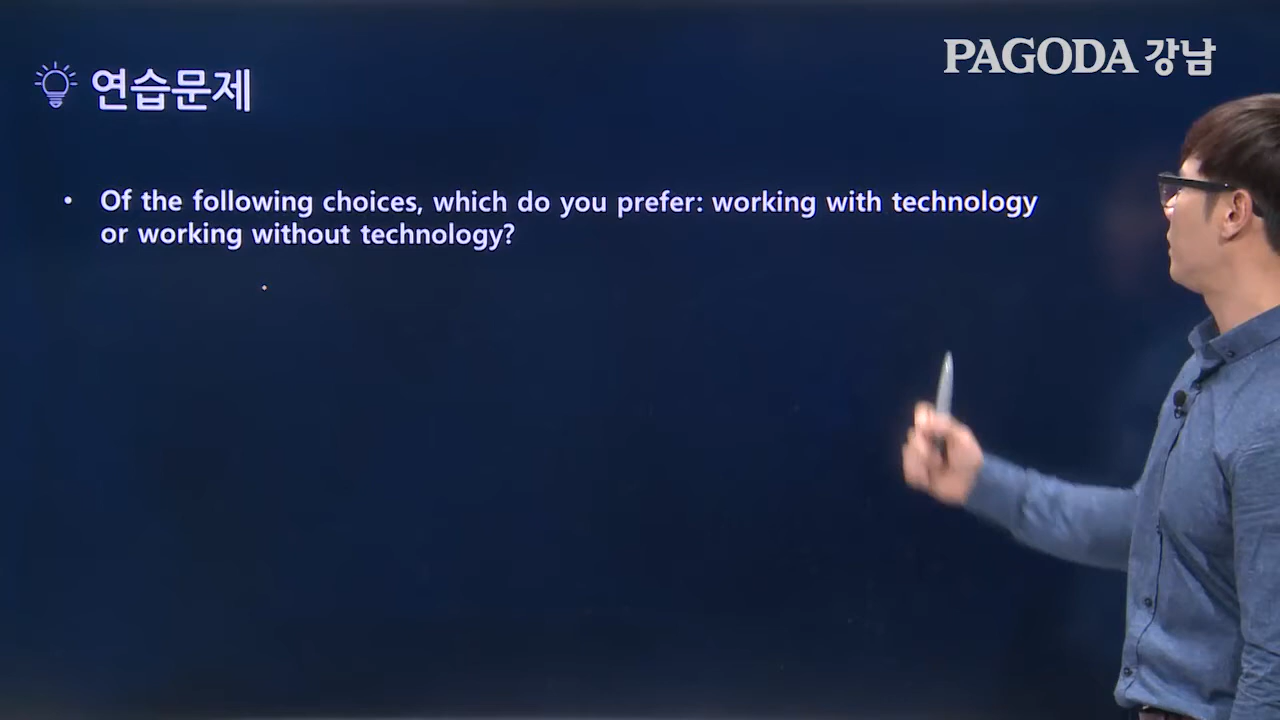 PAGODA 강남
연습문제
• Of the following choices, which do you prefer: working with technology
or working without technology?